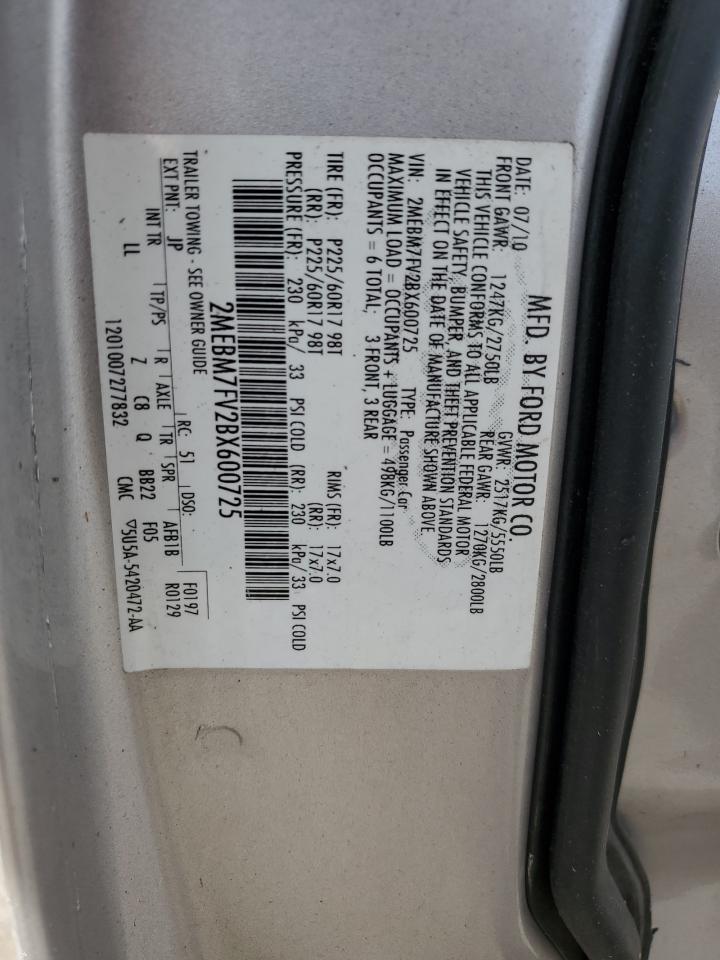 MFD. BY FORD MOTOR CO.
DATE: 07/10 GVWR: 2517KG/5550LB
FRONT GAWR: 1247KG/2750LB REAR GAWR: 1270KG/2800LB
THIS VEHICLE CONFORMS TO ALL APPLICABLE FEDERAL MOTOR
VEHICLE SAFETY, BUMPER, AND THEFT PREVENTION STANDARDS
IN EFFECT ON THE DATE OF MANUFACTURE SHOWN ABOVE.
VIN: 2MEBM7FV2BX600725 TYPE: Passenger Car
MAXIMUM LOAD = OCCUPANTS + LUGGAGE = 498KG/1100LB
OCCUPANTS = 6 TOTAL; 3 FRONT, 3 REAR
TIRE (FR): P225/60R17 98T RIMS (FR): 17x7.0
(RR): P225/60R17 98T (RR): 17x7.0
PRESSURE (FR): 230 kPa/ 33 PSI COLD (RR): 230 kPa/ 33 PSI COLD
2MEBM7FV2BX600725
TRAILER TOWING - SEE OWNER GUIDE F0197
EXT PNT: JP RC: 51 DSO: R0129
INT TR TP/PS R AXLE TR SPR AFB1B
LL Z C8 Q BB22 F05
1201007277832 CMC ▽5U5A-5420472-AA